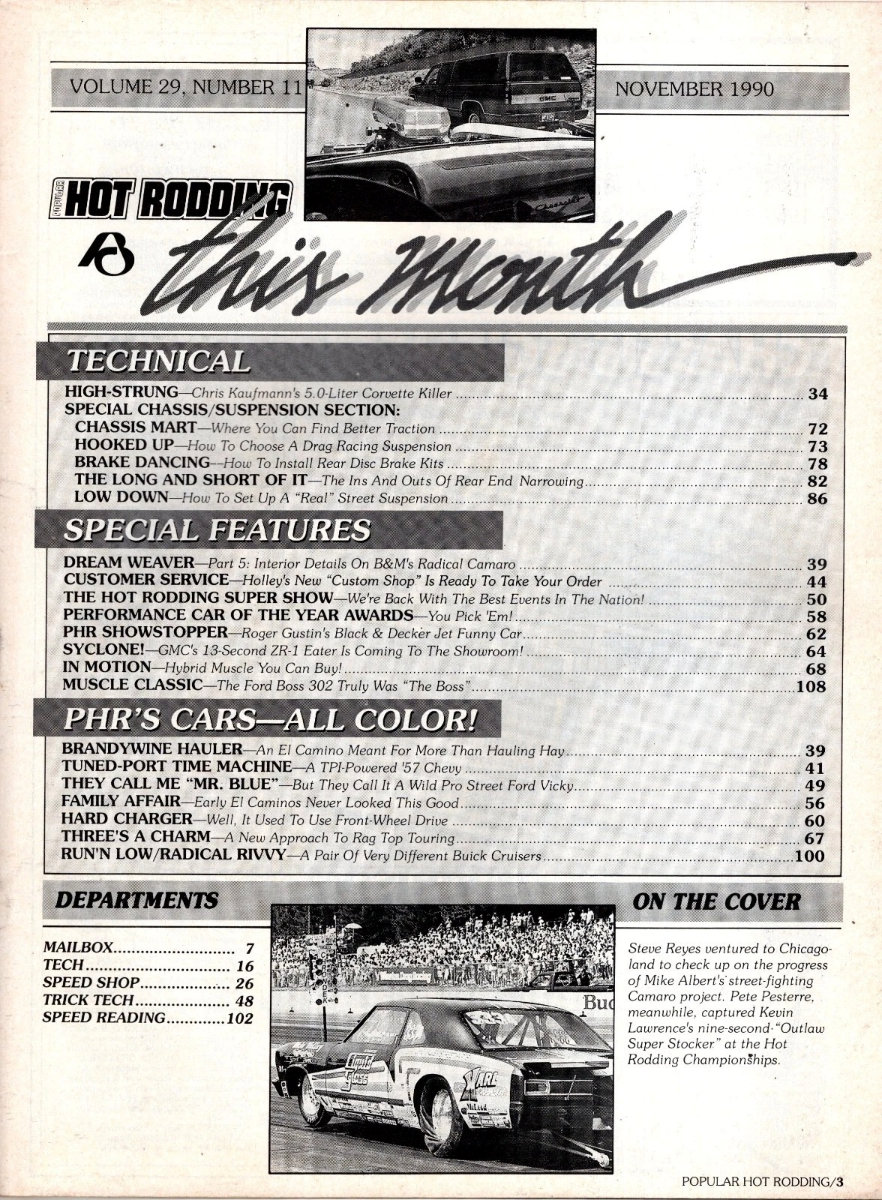 VOLUME 29, NUMBER 11
NOVEMBER 1990
GMC
Chevrolet
HOT RODDING
this month
TECHNICAL
HIGH-STRUNG—Chris Kaufmann's 5.0-Liter Corvette Killer 34
SPECIAL CHASSIS/SUSPENSION SECTION:
CHASSIS MART—Where You Can Find Better Traction 72
HOOKED UP—How To Choose A Drag Racing Suspension 73
BRAKE DANCING—How To Install Rear Disc Brake Kits 78
THE LONG AND SHORT OF IT—The Ins And Outs Of Rear End Narrowing 82
LOW DOWN—How To Set Up A "Real" Street Suspension 86
SPECIAL FEATURES
DREAM WEAVER—Part 5: Interior Details On B&M's Radical Camaro 39
CUSTOMER SERVICE—Holley's New "Custom Shop" Is Ready To Take Your Order 44
THE HOT RODDING SUPER SHOW—We're Back With The Best Events In The Nation! 50
PERFORMANCE CAR OF THE YEAR AWARDS—You Pick 'Em! 58
PHR SHOWSTOPPER—Roger Gustin's Black & Decker Jet Funny Car 62
SYCLONE!—GMC's 13-Second ZR-1 Eater Is Coming To The Showroom! 64
IN MOTION—Hybrid Muscle You Can Buy! 68
MUSCLE CLASSIC—The Ford Boss 302 Truly Was "The Boss" 108
PHR'S CARS—ALL COLOR!
BRANDYWINE HAULER—An El Camino Meant For More Than Hauling Hay 39
TUNED-PORT TIME MACHINE—A TPI-Powered '57 Chevy 41
THEY CALL ME "MR. BLUE"—But They Call It A Wild Pro Street Ford Vicky 49
FAMILY AFFAIR—Early El Caminos Never Looked This Good 56
HARD CHARGER—Well, It Used To Use Front-Wheel Drive 60
THREE'S A CHARM—A New Approach To Rag Top Touring 67
RUN'N LOW/RADICAL RIVVY—A Pair Of Very Different Buick Cruisers 100
DEPARTMENTS
MAILBOX 7
TECH 16
SPEED SHOP 26
TRICK TECH 48
SPEED READING 102
Bud
ON THE COVER
Steve Reyes ventured to Chicago-
land to check up on the progress
of Mike Albert's street-fighting
Camaro project. Pete Pesterre,
meanwhile, captured Kevin
Lawrence's nine-second "Outlaw
Super Stocker" at the Hot
Rodding Championships.
POPULAR HOT RODDING/3